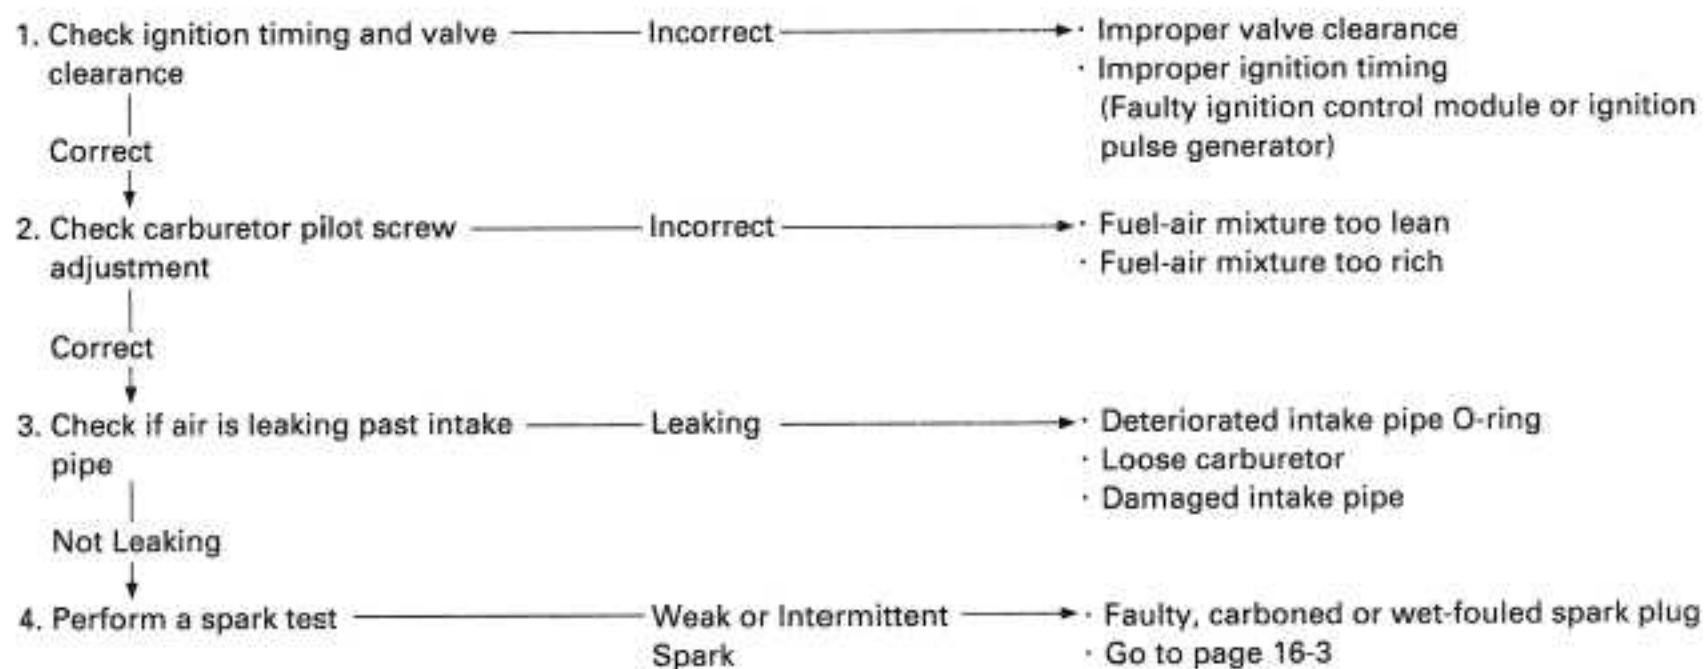 1. Check ignition timing and valve clearance
Incorrect
· Improper valve clearance
· Improper ignition timing
(Faulty ignition control module or ignition
pulse generator)
Correct
2. Check carburetor pilot screw
adjustment
Incorrect
· Fuel-air mixture too lean
· Fuel-air mixture too rich
Correct
3. Check if air is leaking past intake
pipe
Leaking
· Deteriorated intake pipe O-ring
· Loose carburetor
· Damaged intake pipe
Not Leaking
4. Perform a spark test
Weak or Intermittent
Spark
· Faulty, carboned or wet-fouled spark plug
· Go to page 16-3